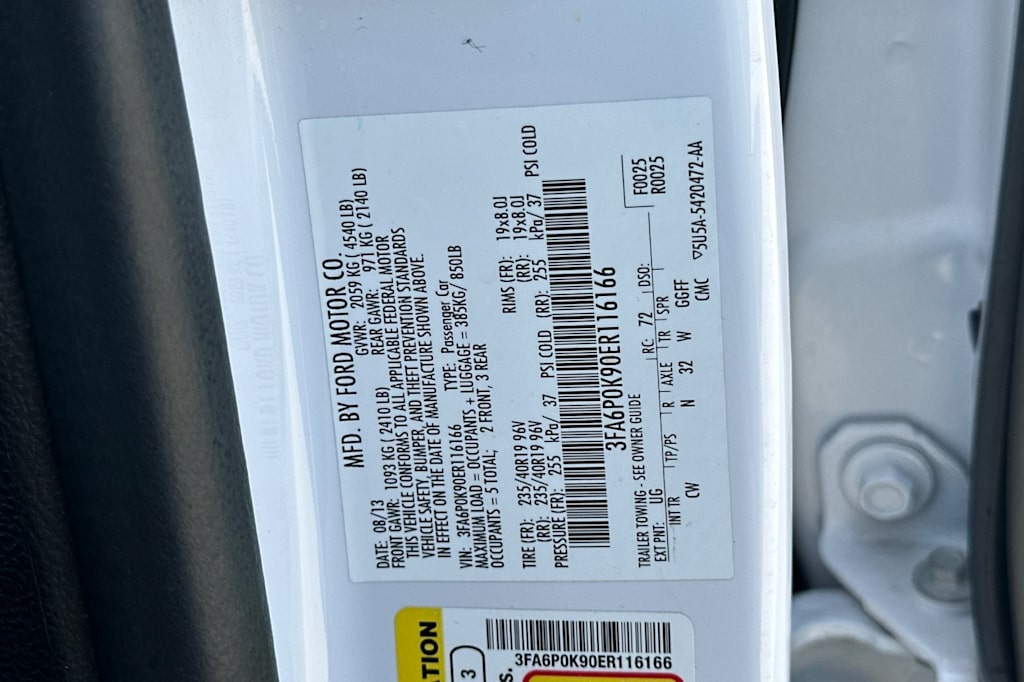 MFD. BY FORD MOTOR CO.
DATE: 08/13 GVWR: 2059 KG ( 4540 LB)
FRONT GAWR: 1093 KG ( 2410 LB) REAR GAWR: 971 KG ( 2140 LB)
THIS VEHICLE CONFORMS TO ALL APPLICABLE FEDERAL MOTOR
VEHICLE SAFETY, BUMPER, AND THEFT PREVENTION STANDARDS
IN EFFECT ON THE DATE OF MANUFACTURE SHOWN ABOVE.
VIN: 3FA6P0K90ER116166 TYPE: Passenger Car
MAXIMUM LOAD = OCCUPANTS + LUGGAGE = 385KG/ 850LB
OCCUPANTS = 5 TOTAL; 2 FRONT, 3 REAR
RIMS (FR): 19x8.0J
TIRE (FR): 235/40R19 96V (RR): 19x8.0J
(RR): 235/40R19 96V
PRESSURE (FR): 255 kPa/ 37 PSI COLD (RR): 255 kPa/ 37 PSI COLD
3FA6P0K90ER116166
TRAILER TOWING - SEE OWNER GUIDE F0025
EXT PNT: UG RC: 72 DSO: R0025
INT TR TP/PS R AXLE TR SPR
CW N 32 W GGFF
CMC ▽5U5A-5420472-AA
TION
3
S.
3FA6P0K90ER116166